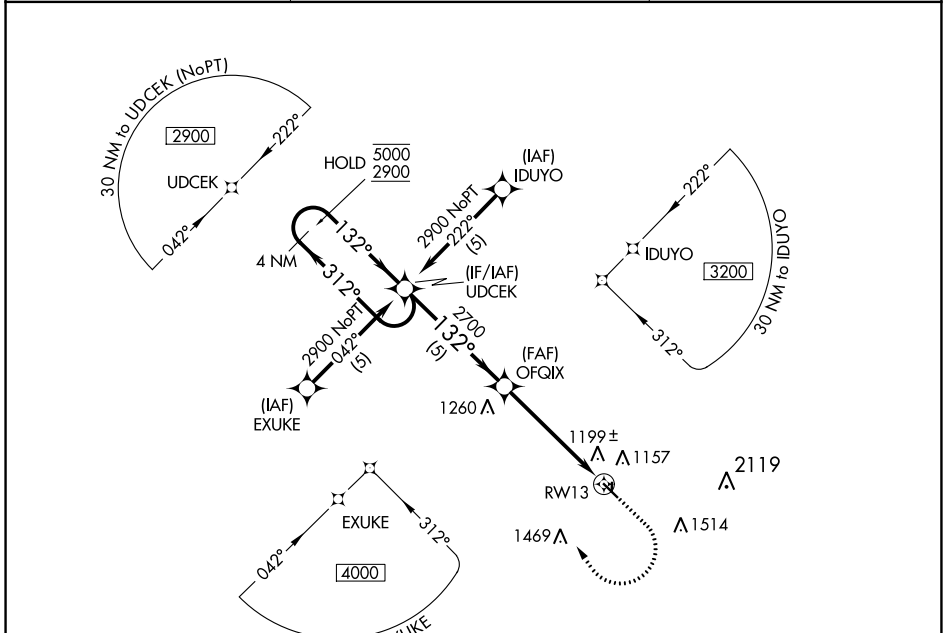 30 NM to UDCEK (NoPT)
2900
222°
UDCEK
042°
HOLD 5000
2900
4 NM
132°
312°
(IAF)
IDUYO
2900 NoPT
222°
(5)
(IF/IAF)
UDCEK
2900 NoPT
042°
(5)
(IAF)
EXUKE
2700
132°
(5)
(FAF)
OFQIX
1260
222°
IDUYO
3200
30 NM to IDUYO
312°
1199 ±
1157
RW13
2119
1514
1469
EXUKE
042°
312°
4000